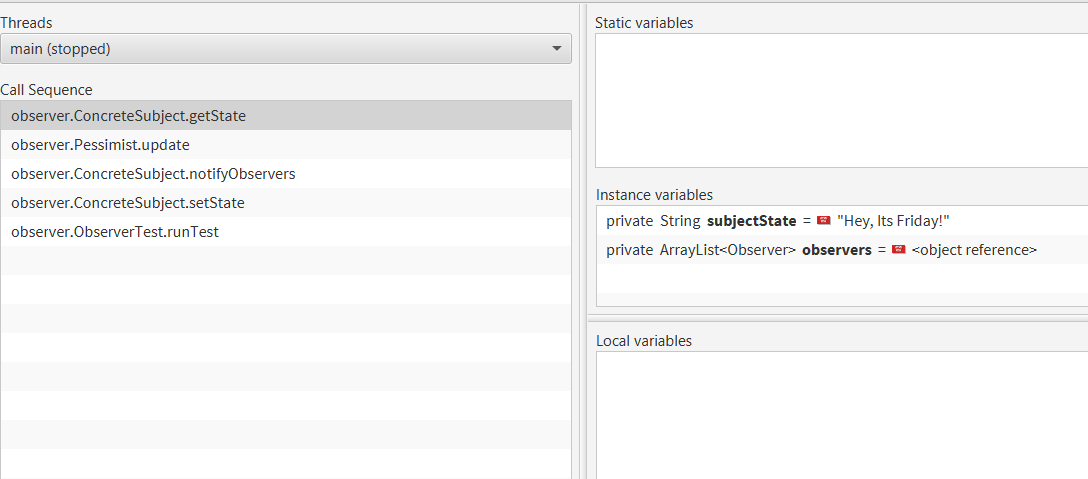 Threads
main (stopped)
Call Sequence
observer.ConcreteSubject.getState
observer.Pessimist.update
observer.ConcreteSubject.notifyObservers
observer.ConcreteSubject.setState
observer.ObserverTest.runTest
Static variables
Instance variables
private String subjectState = "Hey, Its Friday!"
private ArrayList<Observer> observers = <object reference>
Local variables